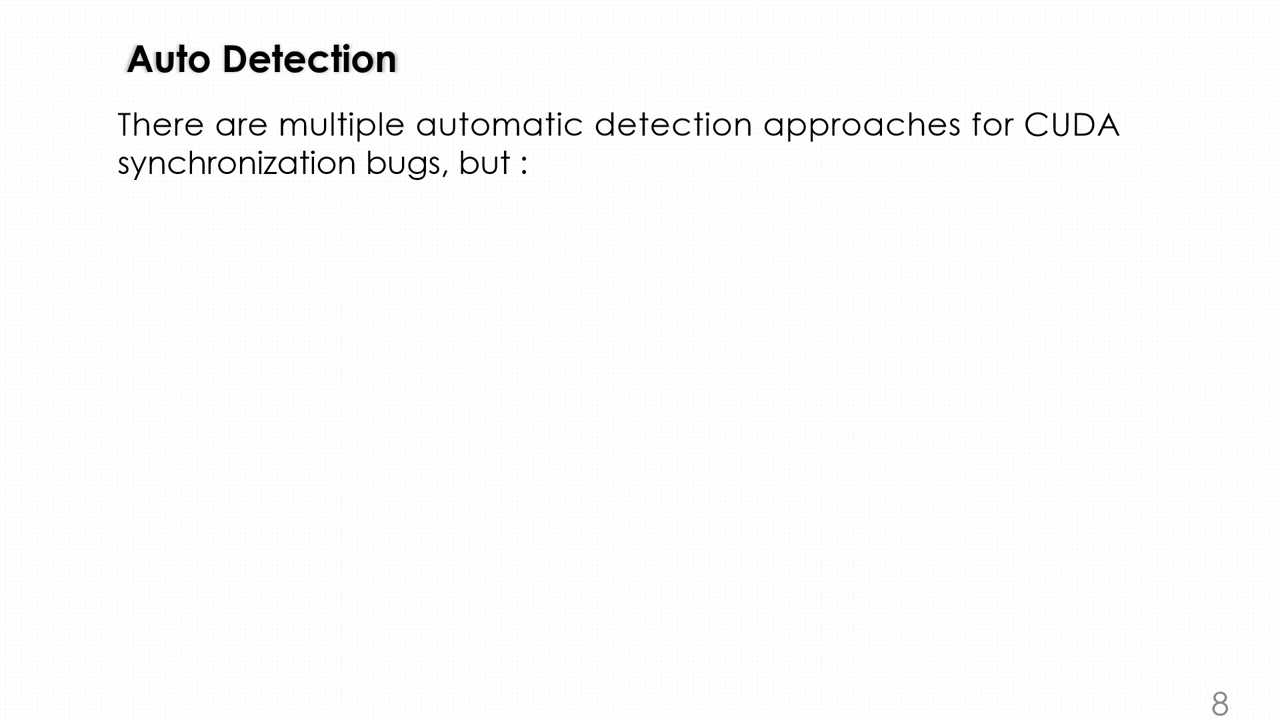 Auto Detection
There are multiple automatic detection approaches for CUDA
synchronization bugs, but :
8